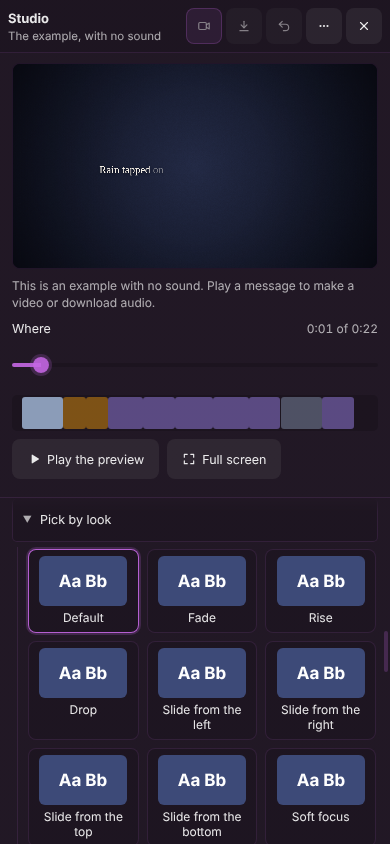 Studio
The example, with no sound
Rain tapped on
This is an example with no sound. Play a message to make a
video or download audio.
Where
0:01 of 0:22
Play the preview
Full screen
Pick by look
Aa Bb
Aa Bb
Aa Bb
Default
Fade
Rise
Aa Bb
Aa Bb
Aa Bb
Drop
Slide from the
left
Slide from the
right
Aa Bb
Aa Bb
Aa Bb
Slide from the
top
Slide from the
bottom
Soft focus